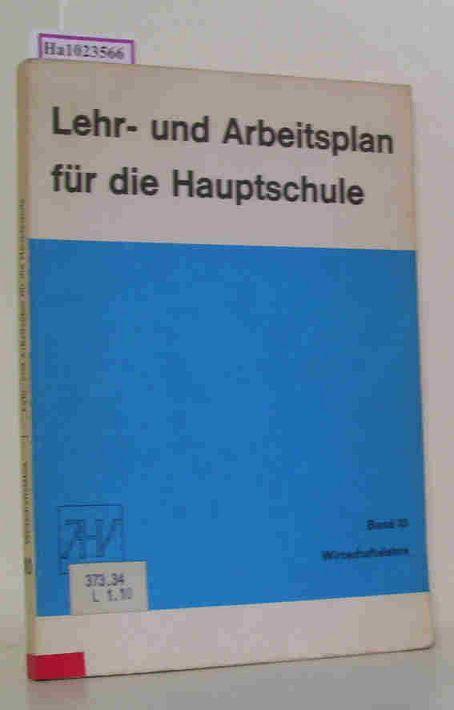 Ha1023566
Lehr- und Arbeitsplan
für die Hauptschule
Band 10
Wirtschaftslehre
373.34
L 1.10